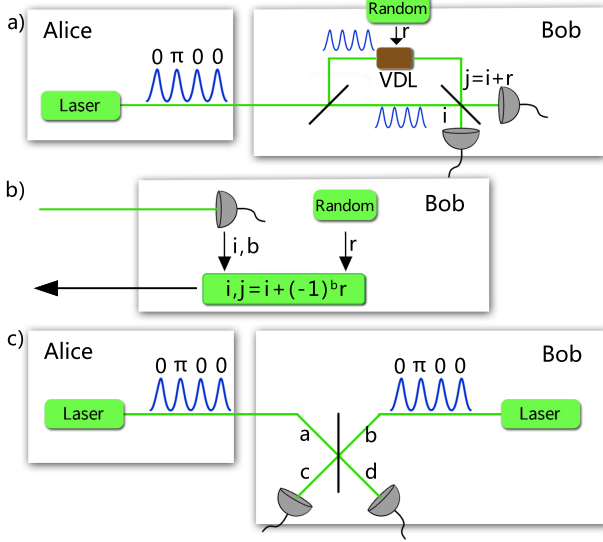 a)
Alice
Bob
Random
r
0 π 0 0
VDL
Laser
j=i+r
i
b)
Bob
Random
i,b
r
i,j=i+(-1)ᵇr
c)
Alice
Bob
0 π 0 0
0 π 0 0
Laser
Laser
a
b
c
d